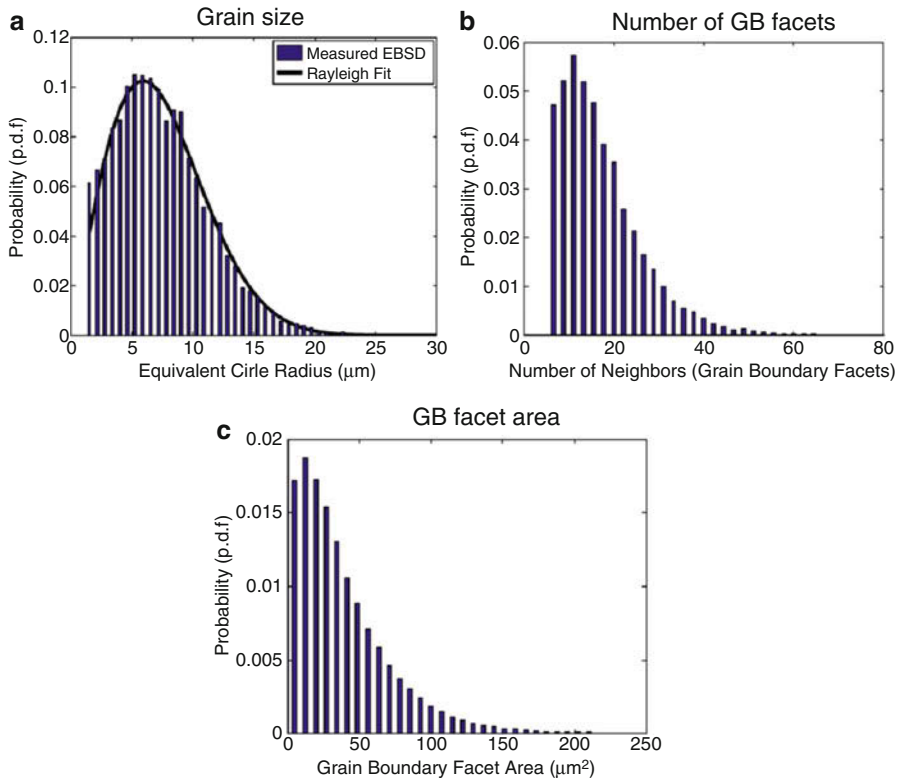 a
Grain size
Measured EBSD
Rayleigh Fit
0.12
0.1
0.08
0.06
0.04
0.02
0
Probability (p.d.f)
0 5 10 15 20 25 30
Equivalent Cirle Radius (μm)
b
Number of GB facets
0.06
0.05
0.04
0.03
0.02
0.01
0
Probability (p.d.f)
0 20 40 60 80
Number of Neighbors (Grain Boundary Facets)
c
GB facet area
0.02
0.015
0.01
0.005
0
Probability (p.d.f)
0 50 100 150 200 250
Grain Boundary Facet Area (μm²)